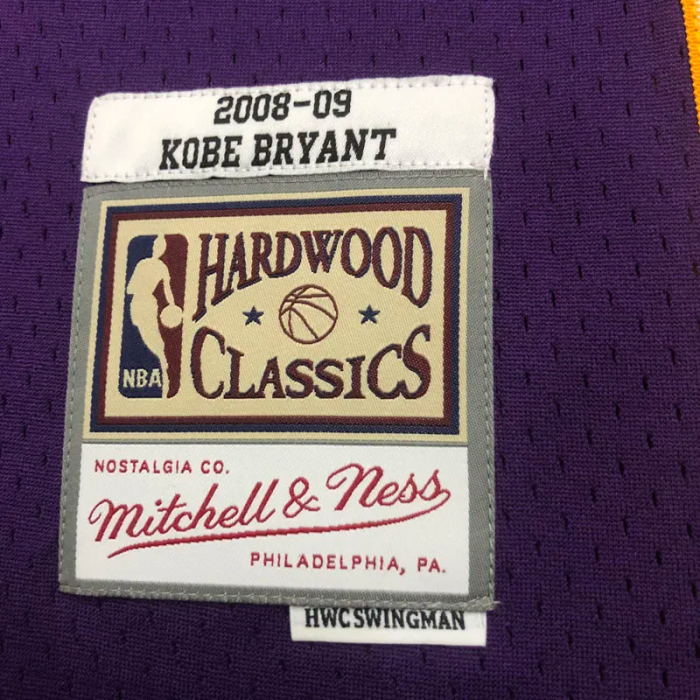 2008-09
KOBE BRYANT
HARDWOOD
CLASSICS
NBA
NOSTALGIA CO.
Mitchell & Ness
PHILADELPHIA, PA.
HWC SWINGMAN